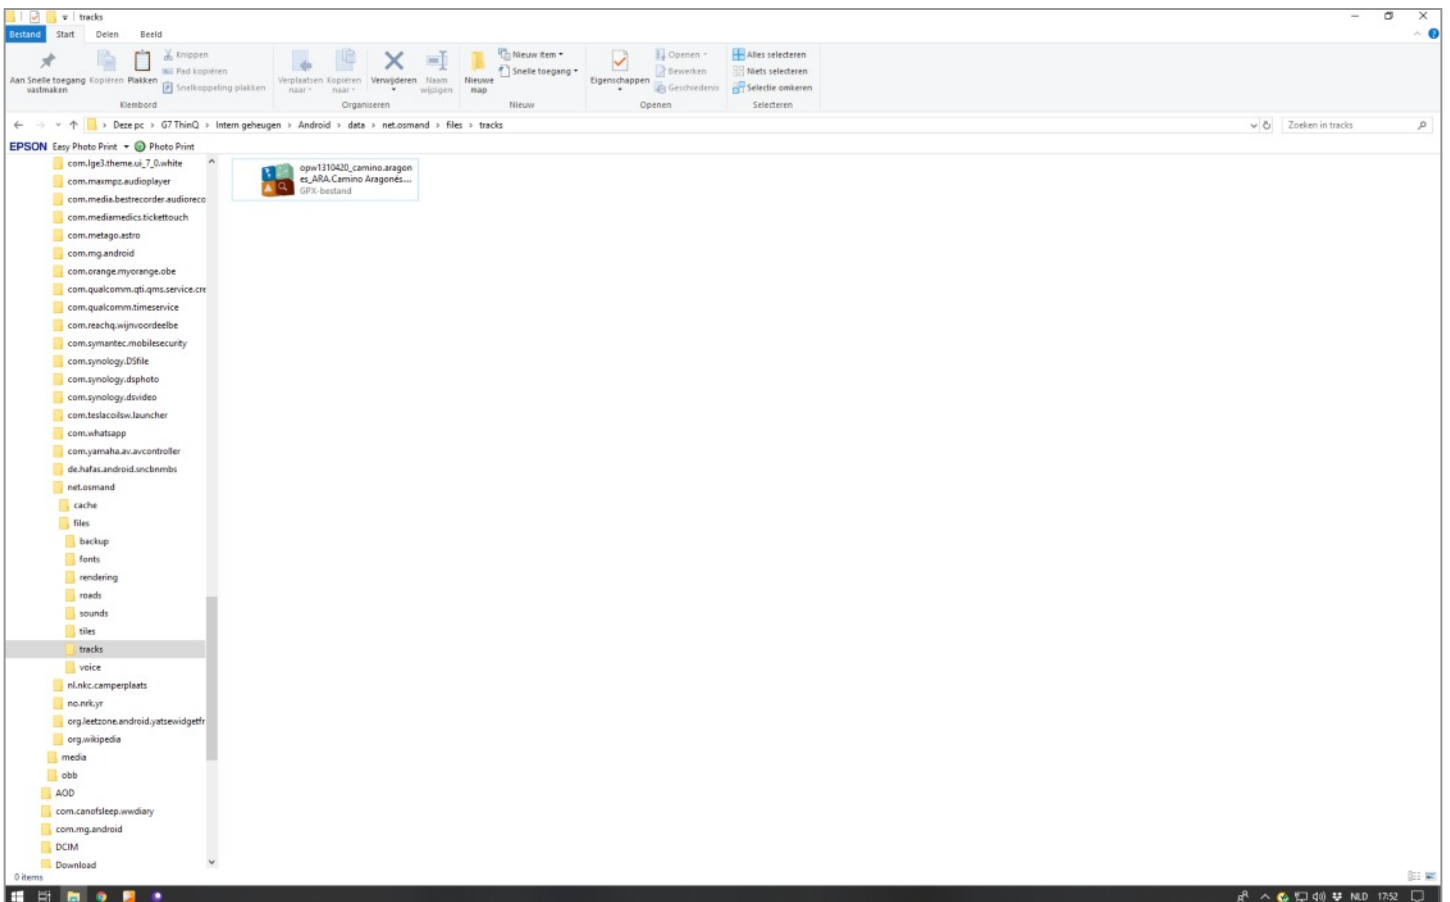 tracks
Bestand Start Delen Beeld
Aan Snelle toegang vastmaken
Kopiëren
Plakken
Knippen
Pad kopiëren
Snelkoppeling plakken
Klembord
Verplaatsen naar
Kopiëren naar
Verwijderen
Naam wijzigen
Organiseren
Nieuwe map
Nieuw item
Snelle toegang
Nieuw
Eigenschappen
Openen
Bewerken
Geschiedenis
Openen
Alles selecteren
Niets selecteren
Selectie omkeren
Selecteren
Deze pc > G7 ThinQ > Intern geheugen > Android > data > net.osmand > files > tracks
Zoeken in tracks
EPSON Easy Photo Print Photo Print
com.lge3.theme.ui_7_0.white
com.maxmpz.audioplayer
com.media.bestrecorder.audioreco
com.mediamedics.tickettouch
com.metago.astro
com.mg.android
com.orange.myorange.obe
com.qualcomm.qti.qms.service.cre
com.qualcomm.timeservice
com.reachq.wijnvoordeelbe
com.symantec.mobilesecurity
com.synology.DSfile
com.synology.dsphoto
com.synology.dsvideo
com.teslacoilsw.launcher
com.whatsapp
com.yamaha.av.avcontroller
de.hafas.android.sncbnmbs
net.osmand
cache
files
backup
fonts
rendering
roads
sounds
tiles
tracks
voice
nl.nkc.camperplaats
no.nrk.yr
org.leetzone.android.yatsewidgetfr
org.wikipedia
media
obb
AOD
com.canofsleep.wwdiary
com.mg.android
DCIM
Download
opw1310420_camino.aragon
es_ARA.Camino Aragonés....
GPX-bestand
0 items
NLD 17:52